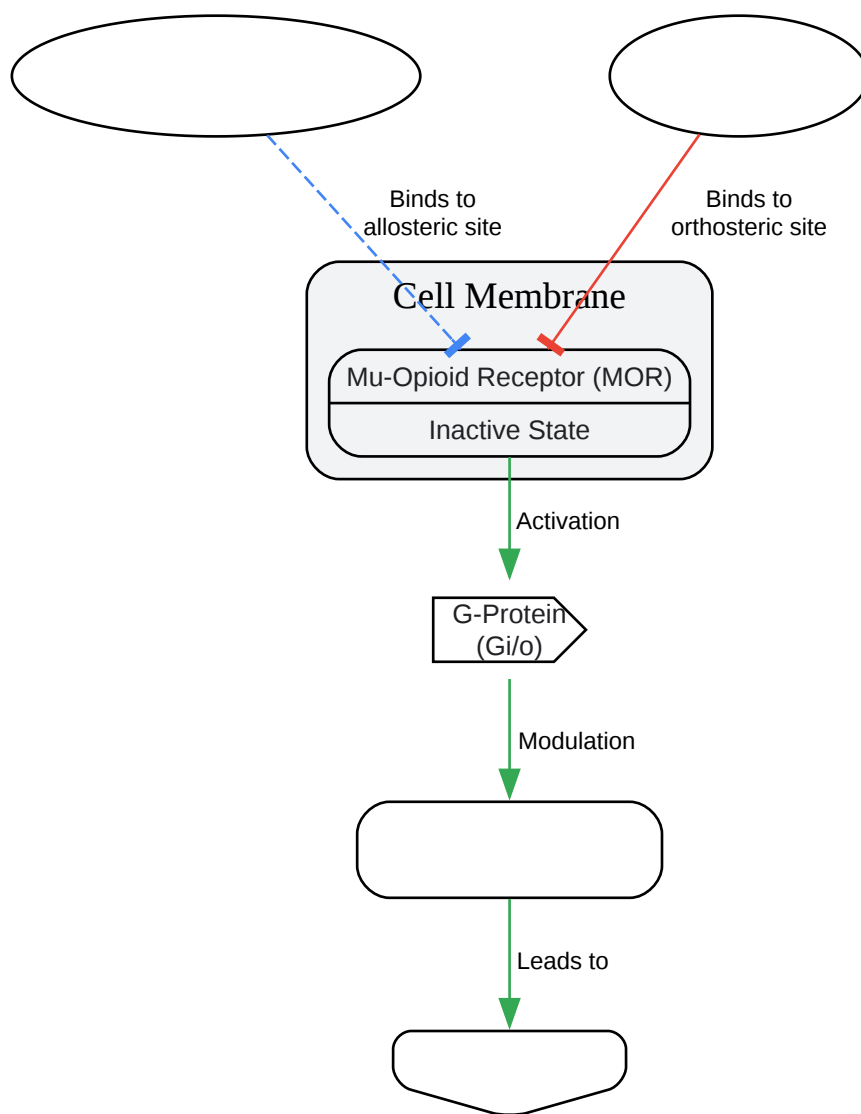 Binds to
allosteric site
Binds to
orthosteric site
Cell Membrane
Mu-Opioid Receptor (MOR)
Inactive State
Activation
G-Protein
(Gi/o)
Modulation
Leads to